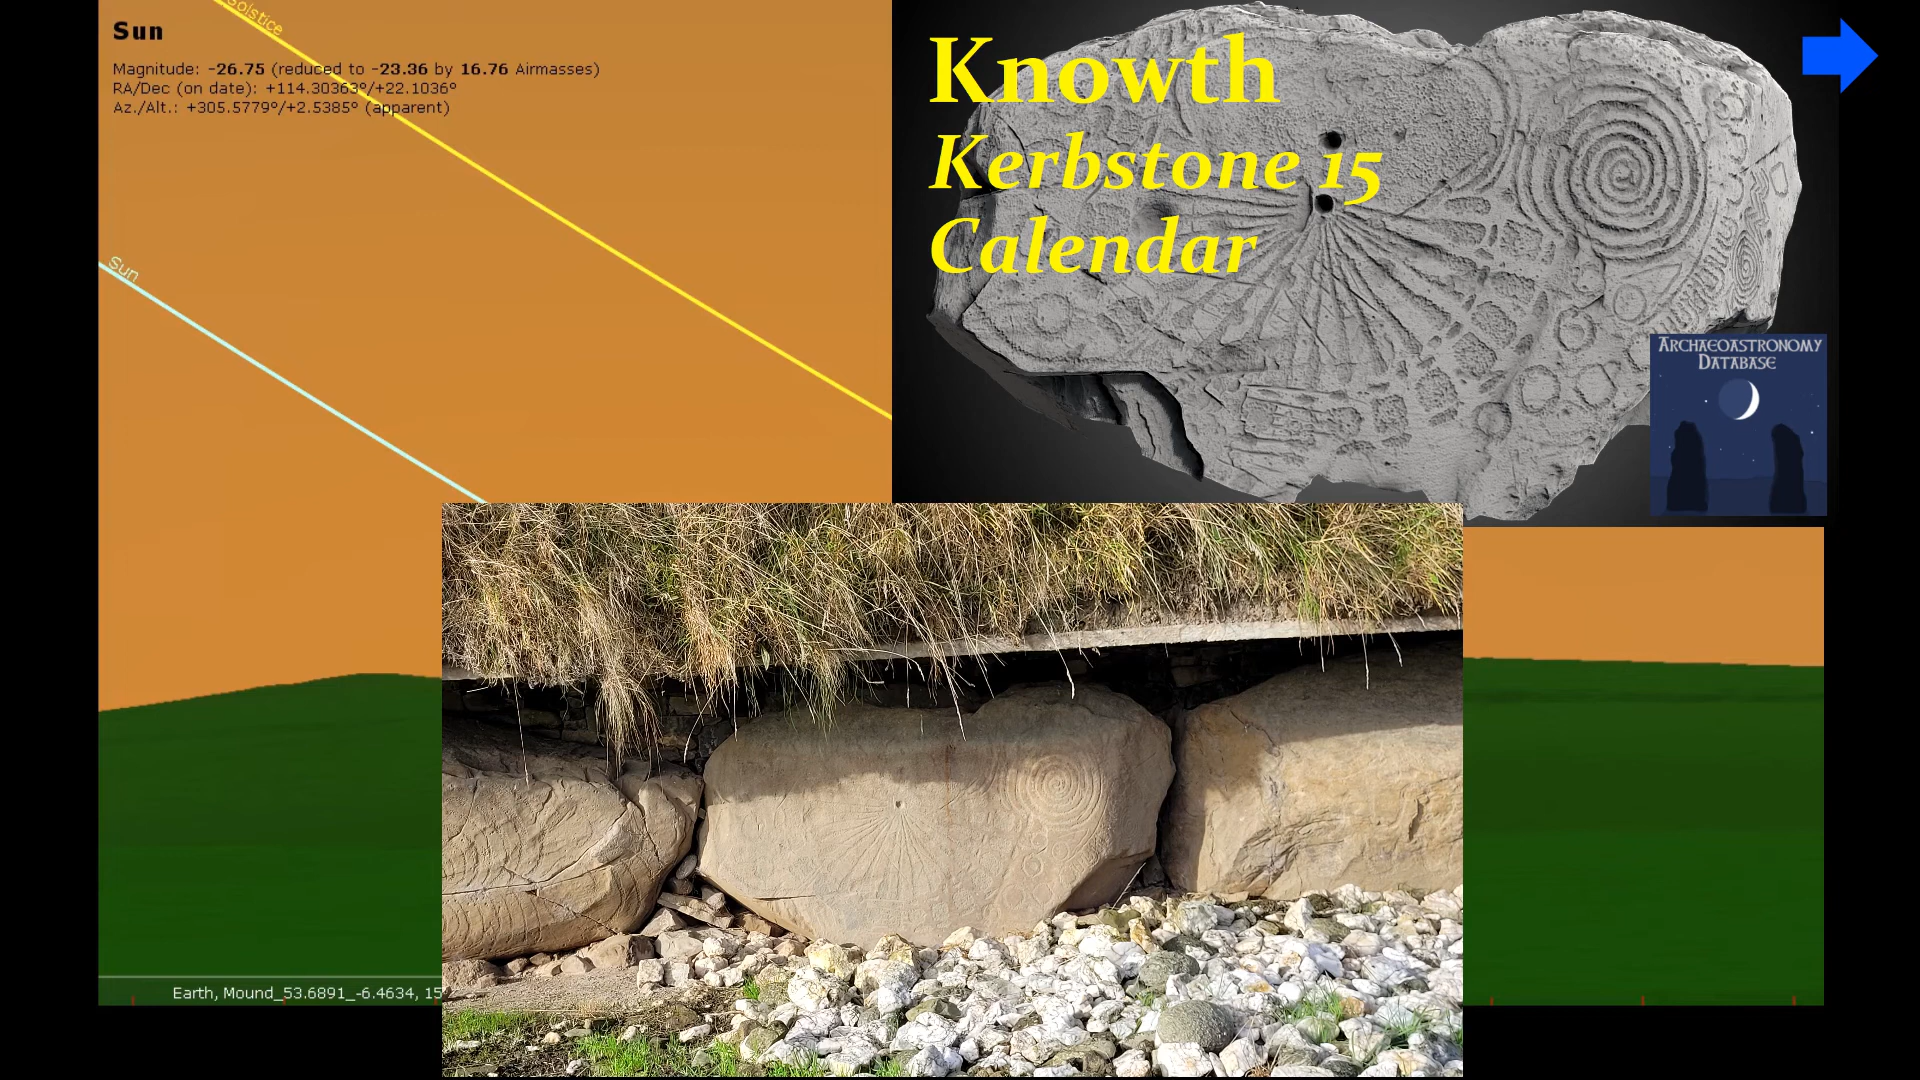 Solstice
Sun
Magnitude: -26.75 (reduced to -23.36 by 16.76 Airmasses)
RA/Dec (on date): +114.30363°/+22.1036°
Az./Alt.: +305.5779°/+2.5385° (apparent)
Sun
Knowth
Kerbstone 15
Calendar
ARCHAEOASTRONOMY
DATABASE
Earth, Mound_53.6891_-6.4634, 15